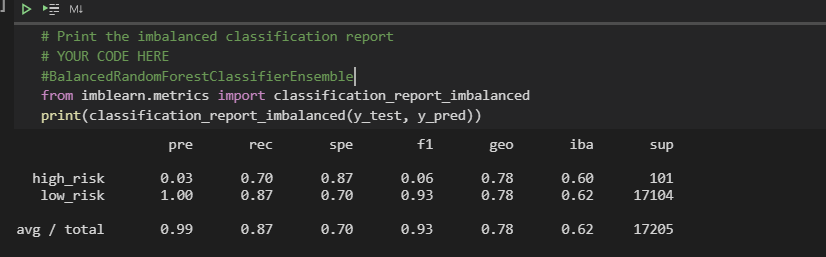 M↓
# Print the imbalanced classification report
# YOUR CODE HERE
#BalancedRandomForestClassifierEnsemble
from imblearn.metrics import classification_report_imbalanced
print(classification_report_imbalanced(y_test, y_pred))
pre rec spe f1 geo iba sup
high_risk 0.03 0.70 0.87 0.06 0.78 0.60 101
low_risk 1.00 0.87 0.70 0.93 0.78 0.62 17104
avg / total 0.99 0.87 0.70 0.93 0.78 0.62 17205